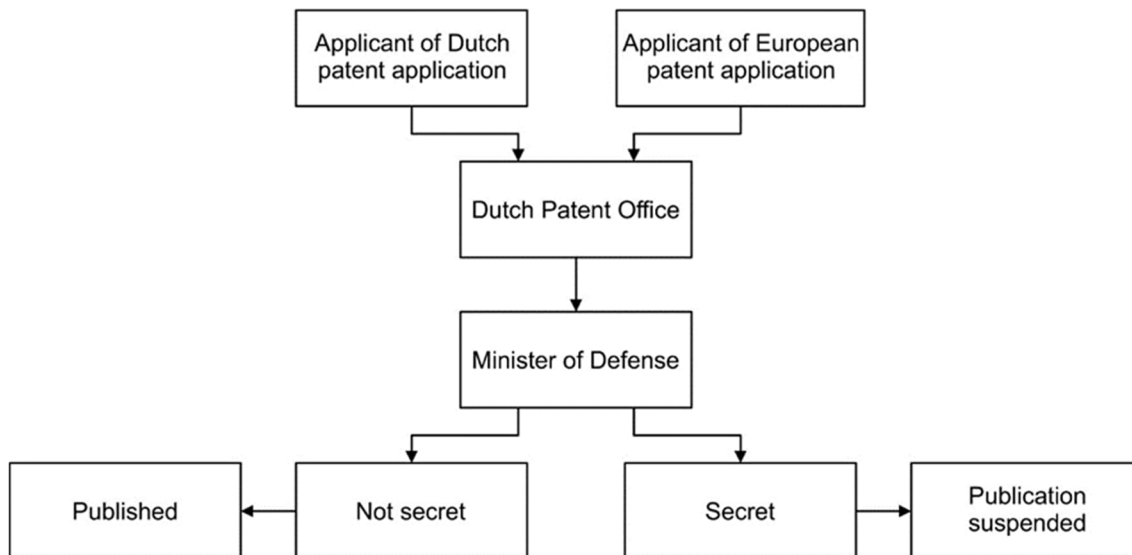 Applicant of Dutch
patent application
Applicant of European
patent application
Dutch Patent Office
Minister of Defense
Published
Not secret
Secret
Publication
suspended